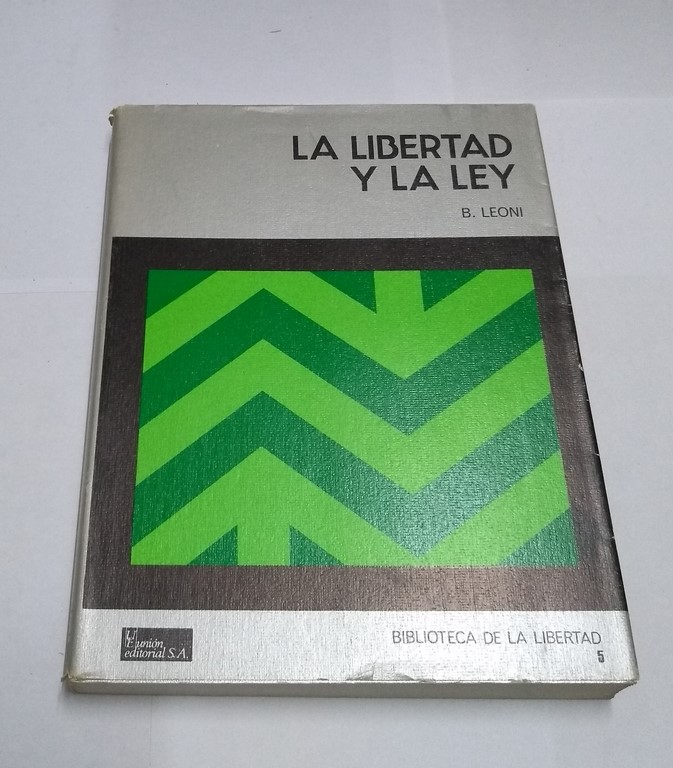 LA LIBERTAD
Y LA LEY
B. LEONI
unión
editorial S.A.
BIBLIOTECA DE LA LIBERTAD
5